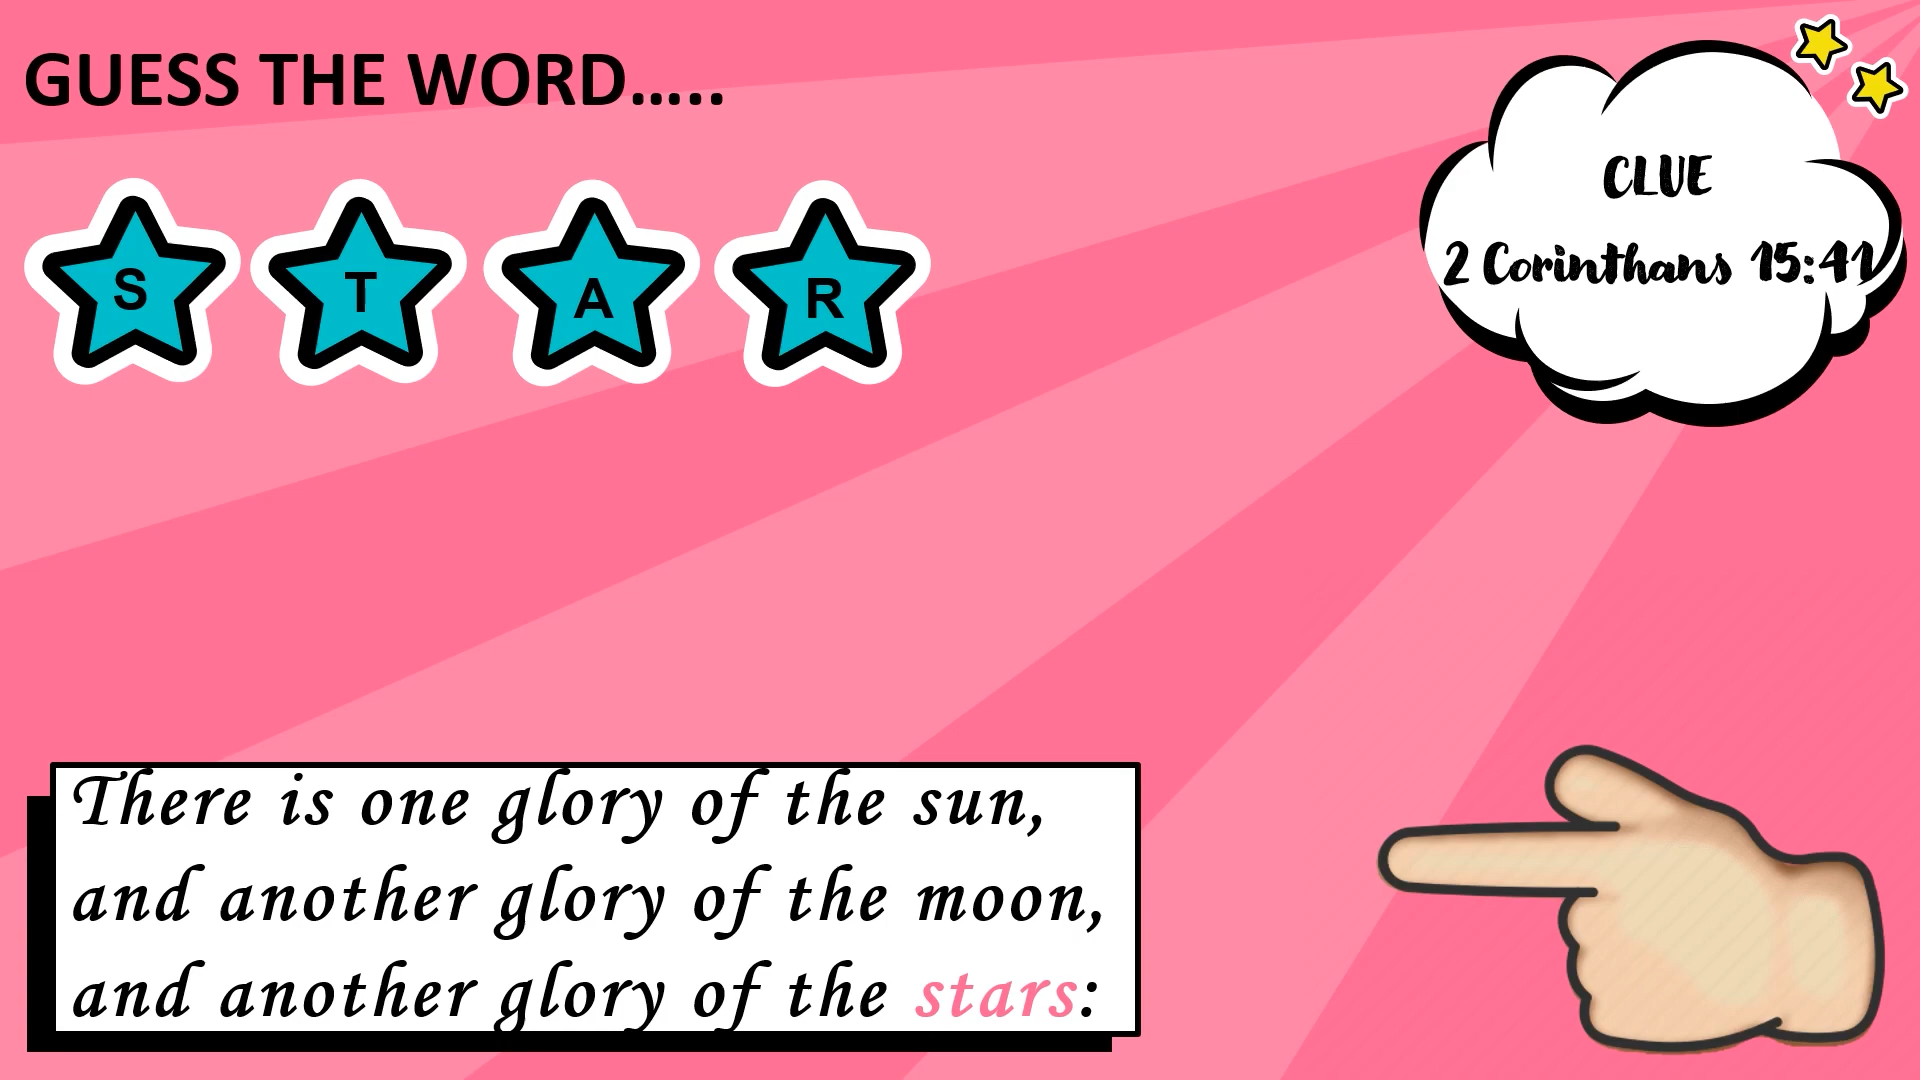 GUESS THE WORD.....
S T A R
CLUE
2 Corinthans 15:41
There is one glory of the sun,
and another glory of the moon,
and another glory of the stars: